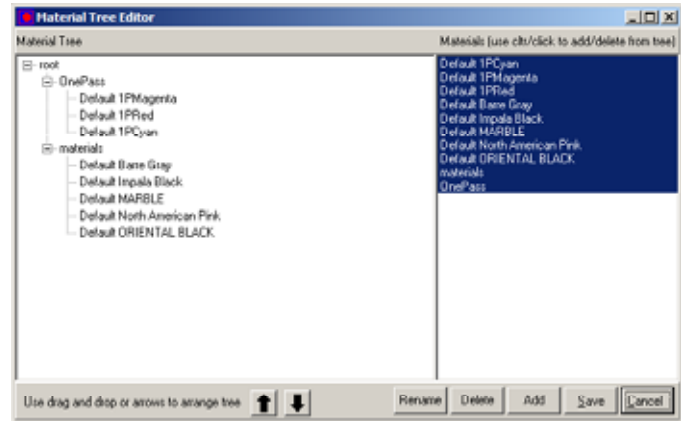 Material Tree Editor
Material Tree
Materials (use clts/click to add/delete from tree)
root
OnePass
Default 1PMagenta
Default 1PRed
Default 1PCyan
materials
Default Barre Gray
Default Impala Black
Default MARBLE
Default North American Pink
Default ORIENTAL BLACK
Default 1PCyan
Default 1PMagenta
Default 1PRed
Default Barre Gray
Default Impala Black
Default MARBLE
Default North American Pink
Default ORIENTAL BLACK
materials
OnePass
Use drag and drop or arrows to arrange tree
Rename
Delete
Add
Save
Cancel